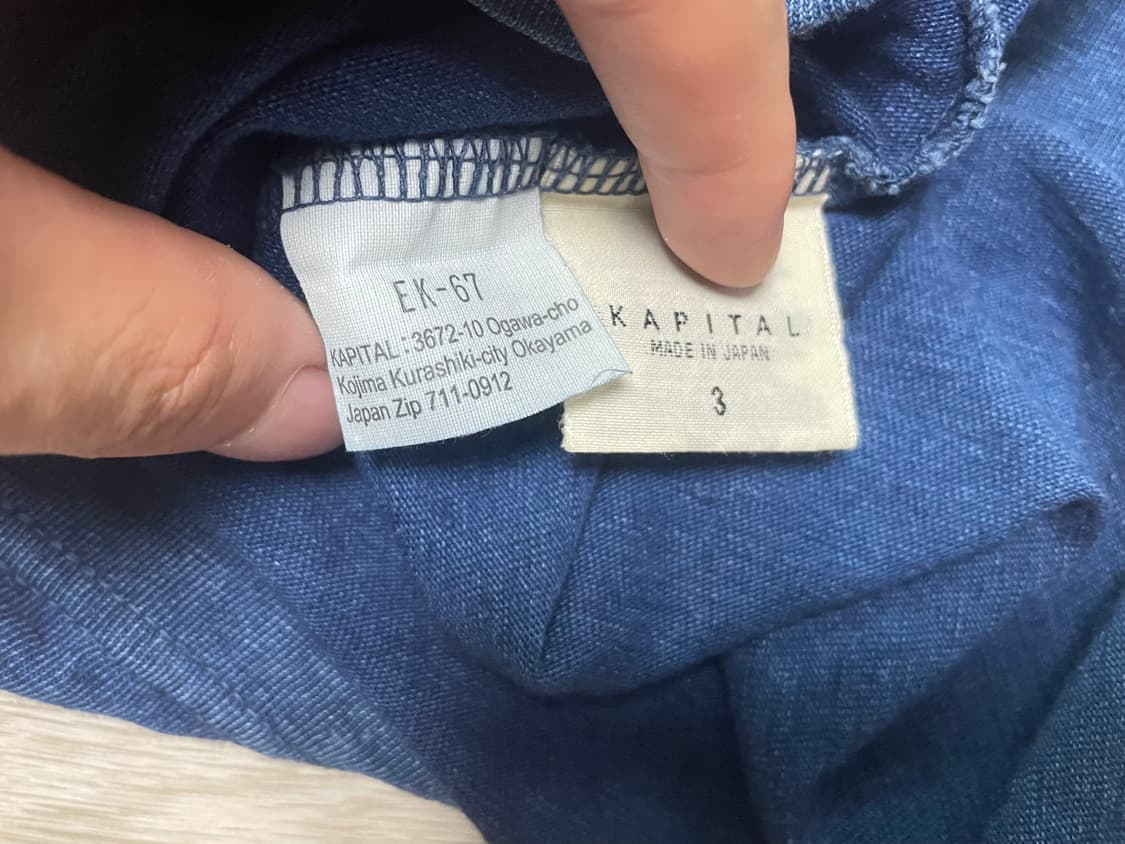 EK-67
KAPITAL:3672-10 Ogawa-cho
Kojima Kurashiki-city Okayama
Japan Zip 711-0912
KAPITAL
MADE IN JAPAN
3